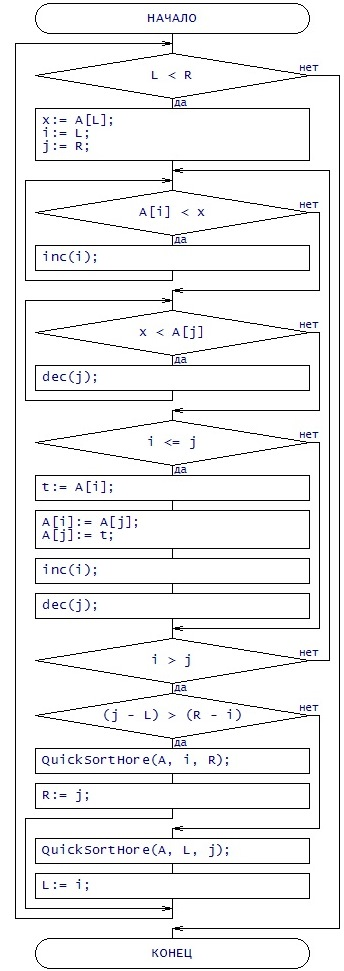 НАЧАЛО
L < R
нет
да
x:= A[L];
i:= L;
j:= R;
A[i] < x
нет
да
inc(i);
x < A[j]
нет
да
dec(j);
i <= j
нет
да
t:= A[i];
A[i]:= A[j];
A[j]:= t;
inc(i);
dec(j);
i > j
нет
да
(j - L) > (R - i)
нет
да
QuickSortHore(A, i, R);
R:= j;
QuickSortHore(A, L, j);
L:= i;
КОНЕЦ